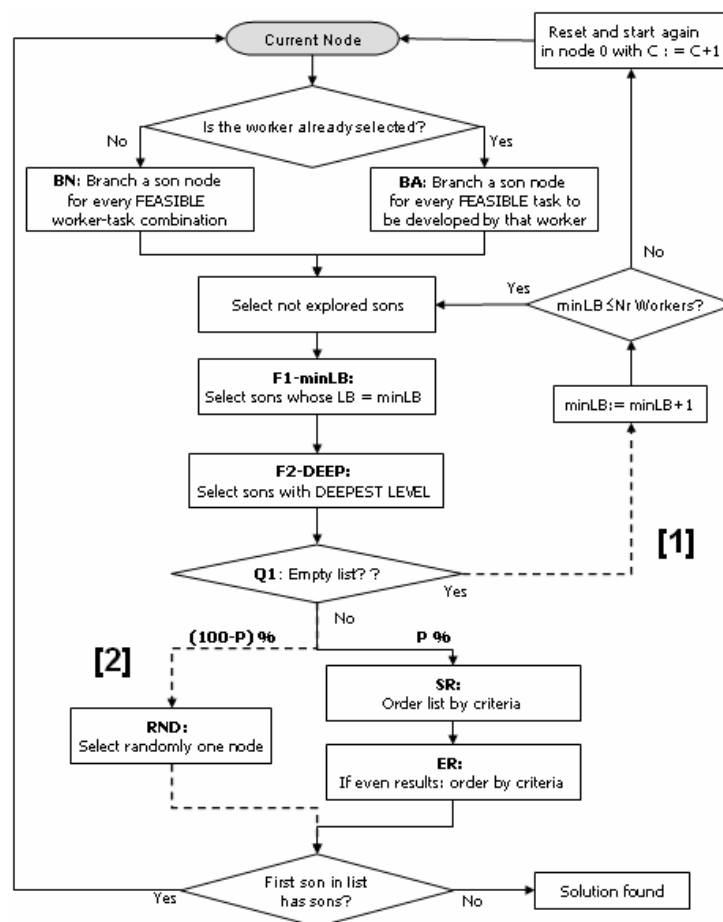 Current Node
Reset and start again
in node 0 with C : = C+1
Is the worker already selected?
No
Yes
BN: Branch a son node
for every FEASIBLE
worker-task combination
BA: Branch a son node
for every FEASIBLE task to
be developed by that worker
No
Yes
Select not explored sons
minLB ≤Nr Workers?
F1-minLB:
Select sons whose LB = minLB
minLB:= minLB+1
F2-DEEP:
Select sons with DEEPEST LEVEL
[1]
Q1: Empty list? ?
Yes
No
(100-P) %
P %
[2]
SR:
Order list by criteria
RND:
Select randomly one node
ER:
If even results: order by criteria
First son in list
has sons?
Yes
No
Solution found